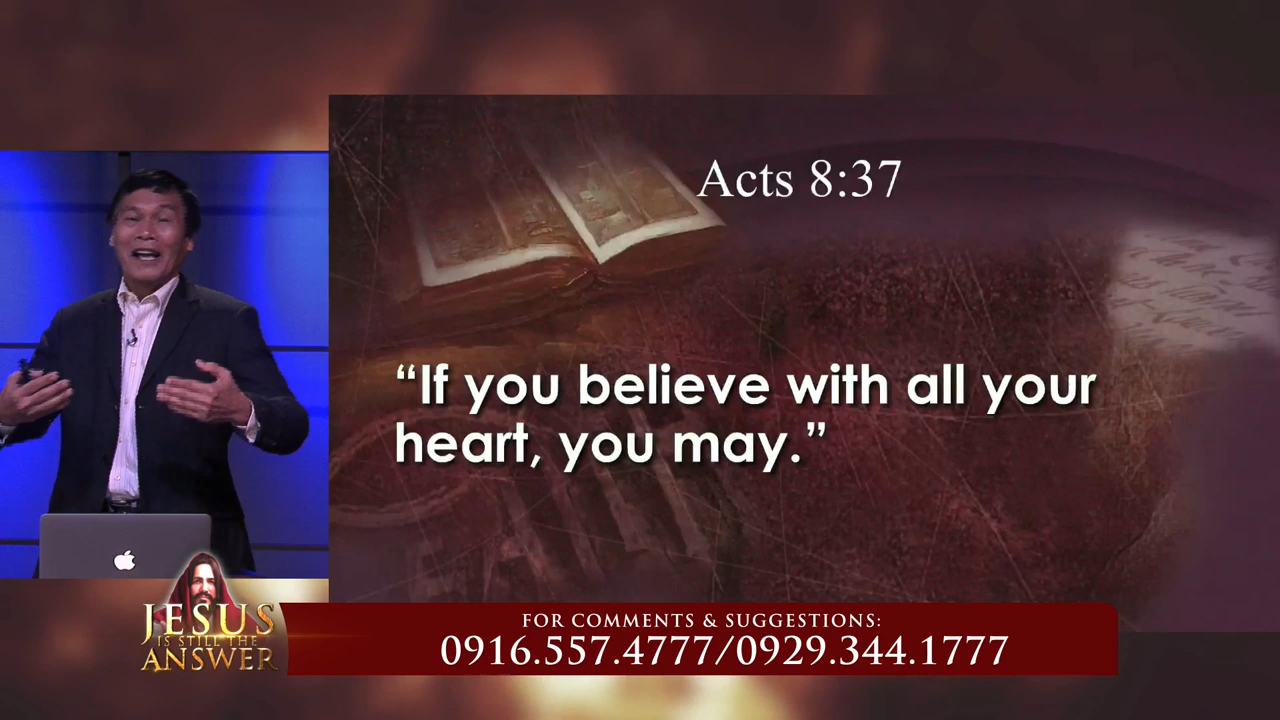 Acts 8:37
“If you believe with all your
heart, you may.”
JESUS
IS STILL THE
ANSWER
FOR COMMENTS & SUGGESTIONS:
0916.557.4777/0929.344.1777